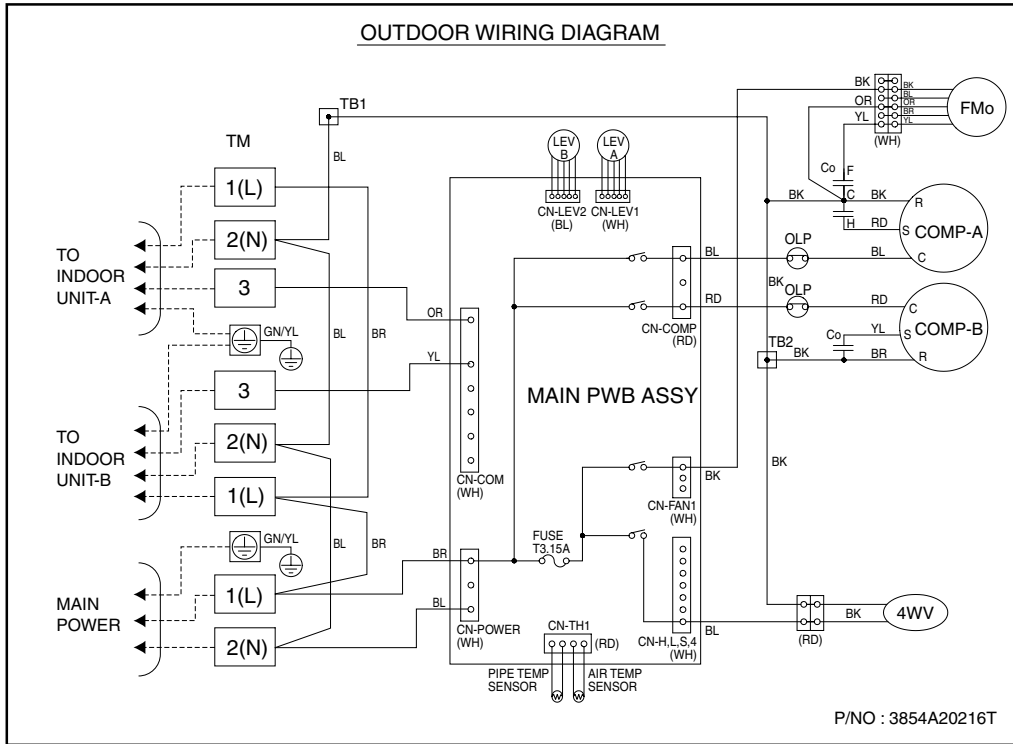 OUTDOOR WIRING DIAGRAM
TB1
TM
BL
1(L)
2(N)
3
TO
INDOOR
UNIT-A
GN/YL
BL
BR
3
2(N)
1(L)
TO
INDOOR
UNIT-B
GN/YL
BL
BR
1(L)
2(N)
MAIN
POWER
OR
YL
BR
BL
LEV
B
LEV
A
CN-LEV2
(BL)
CN-LEV1
(WH)
CN-COMP
(RD)
MAIN PWB ASSY
CN-COM
(WH)
CN-FAN1
(WH)
FUSE
T3.15A
CN-POWER
(WH)
CN-TH1
(RD)
CN-H,L,S,4
(WH)
PIPE TEMP
SENSOR
AIR TEMP
SENSOR
BK
OR
YL
BK
BL
OR
BR
YL
(WH)
FMo
Co
F
C
H
BK
BK
RD
R
S
C
COMP-A
BL
OLP
BL
BK
OLP
RD
RD
C
S
R
COMP-B
Co
YL
TB2
BK
BR
BK
BK
BL
BK
(RD)
4WV
P/NO : 3854A20216T